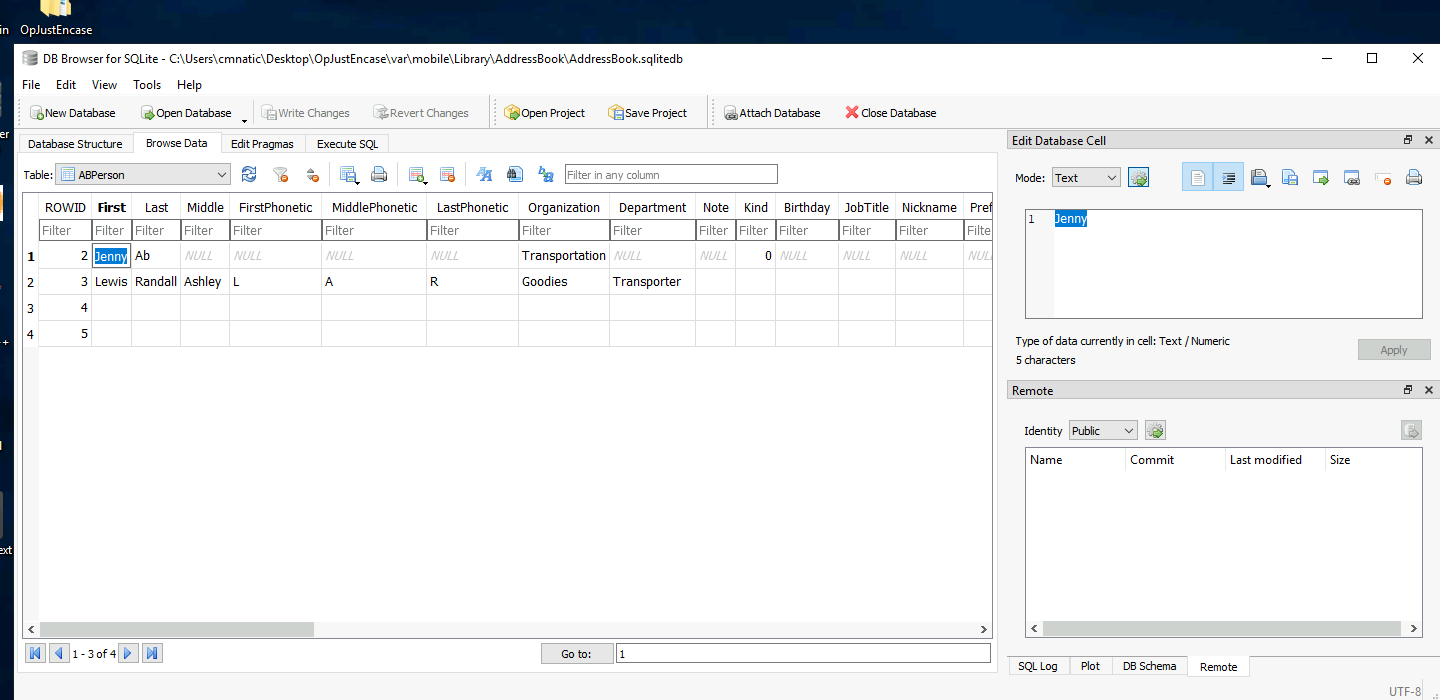 in OpJustEncase
DB Browser for SQLite - C:\Users\cmnatic\Desktop\OpJustEncase\var\mobile\Library\AddressBook\AddressBook.sqlitedb
File Edit View Tools Help
New Database Open Database Write Changes Revert Changes Open Project Save Project Attach Database Close Database
er
Database Structure Browse Data Edit Pragmas Execute SQL
Table: ABPerson Filter in any column
ROWID First Last Middle FirstPhonetic MiddlePhonetic LastPhonetic Organization Department Note Kind Birthday JobTitle Nickname Pref
Filter Filter Filter Filter Filter Filter Filter Filter Filter Filter Filter Filter Filter Filter Filter
1 2 Jenny Ab NULL NULL NULL NULL Transportation NULL NULL 0 NULL NULL NULL NULL
2 3 Lewis Randall Ashley L A R Goodies Transporter
3 4
4 5
++
ext
1 - 3 of 4 Go to: 1
Edit Database Cell
Mode: Text
1 Jenny
Type of data currently in cell: Text / Numeric
5 characters
Apply
Remote
Identity Public
Name Commit Last modified Size
SQL Log Plot DB Schema Remote
UTF-8